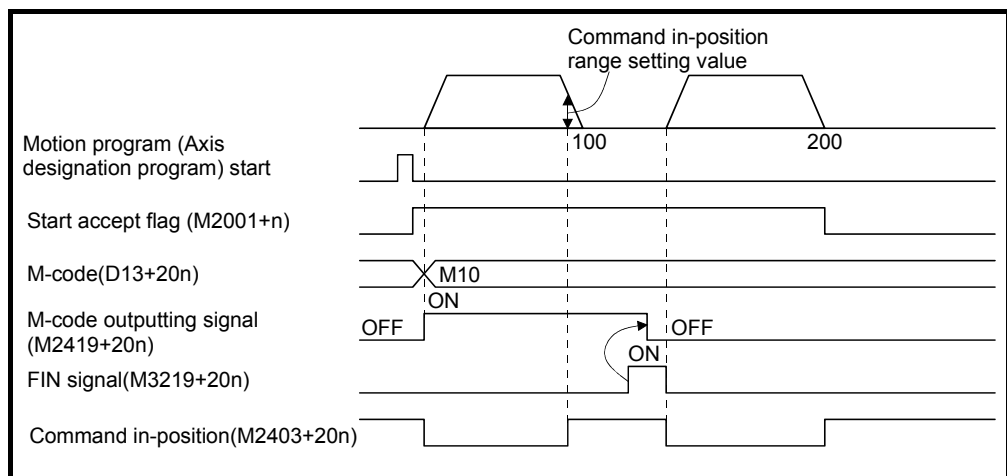 Command in-position
range setting value
100
200
Motion program (Axis
designation program) start
Start accept flag (M2001+n)
M-code(D13+20n)
M10
ON
M-code outputting signal
(M2419+20n)
OFF
OFF
ON
FIN signal(M3219+20n)
Command in-position(M2403+20n)